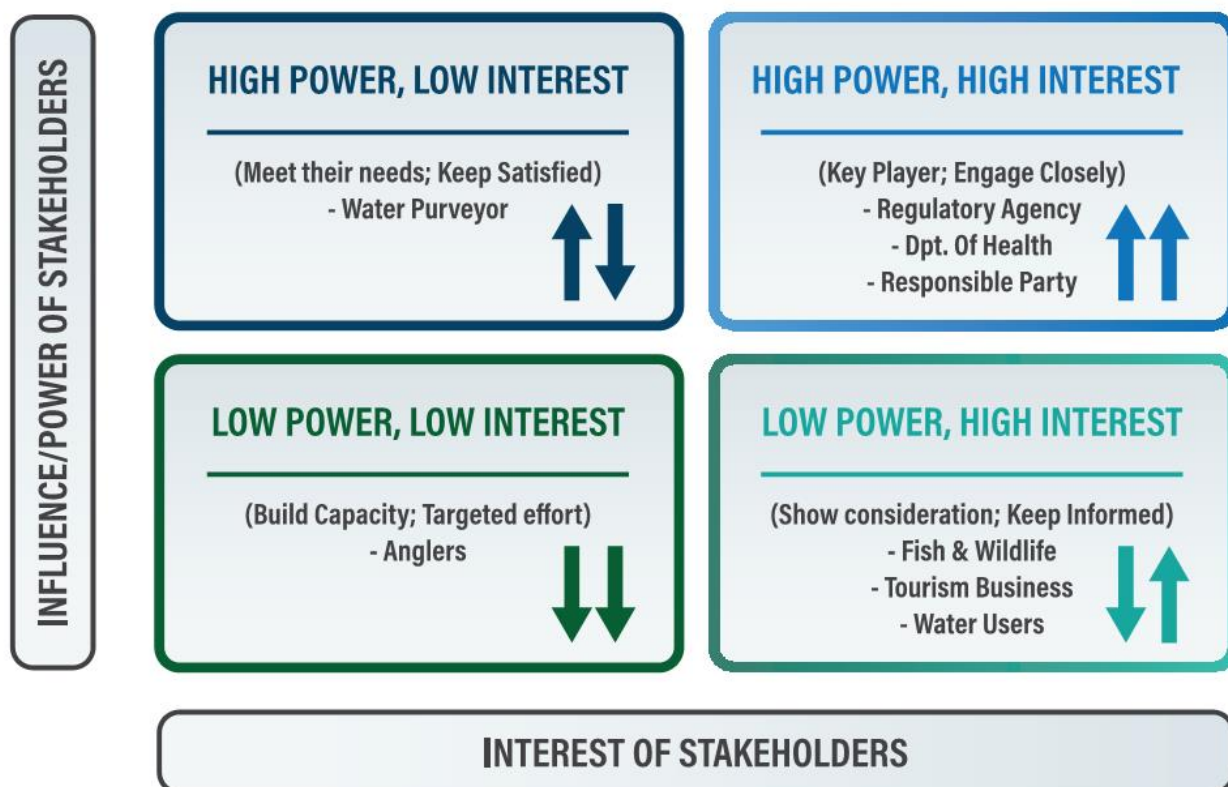 INFLUENCE/POWER OF STAKEHOLDERS
HIGH POWER, LOW INTEREST
(Meet their needs; Keep Satisfied)
- Water Purveyor
HIGH POWER, HIGH INTEREST
(Key Player; Engage Closely)
- Regulatory Agency
- Dpt. Of Health
- Responsible Party
LOW POWER, LOW INTEREST
(Build Capacity; Targeted effort)
- Anglers
LOW POWER, HIGH INTEREST
(Show consideration; Keep Informed)
- Fish & Wildlife
- Tourism Business
- Water Users
INTEREST OF STAKEHOLDERS